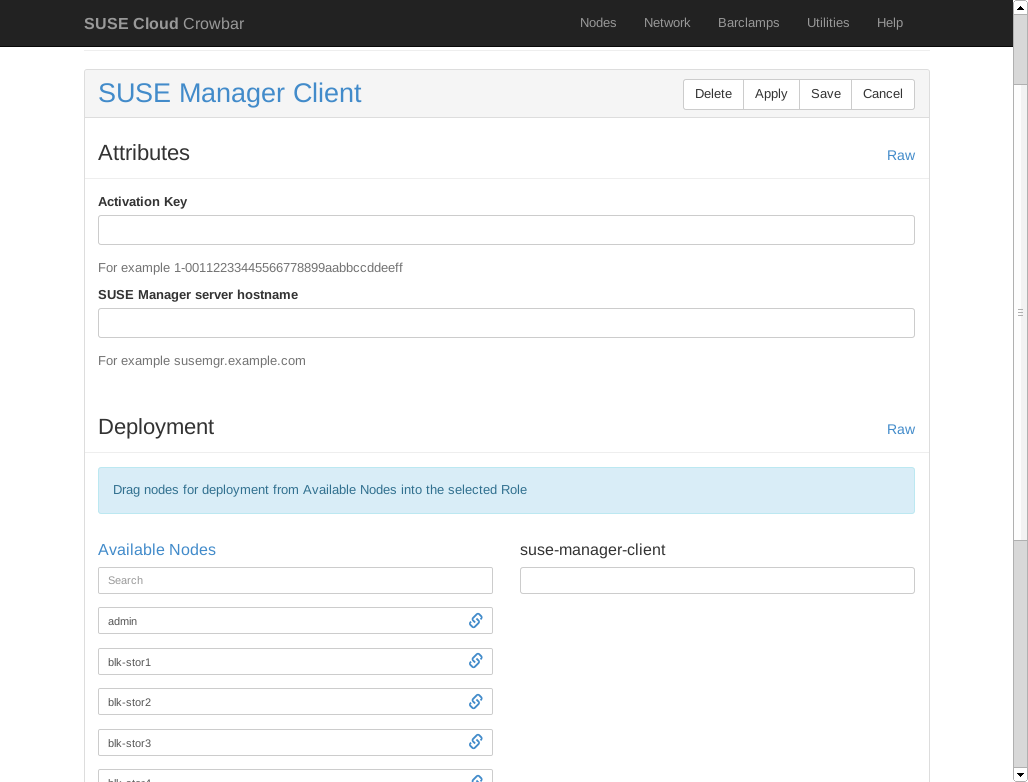 SUSE Cloud Crowbar Nodes Network Barclamps Utilities Help
SUSE Manager Client Delete Apply Save Cancel
Attributes Raw
Activation Key
For example 1-00112233445566778899aabbccddeeff
SUSE Manager server hostname
For example susemgr.example.com
Deployment Raw
Drag nodes for deployment from Available Nodes into the selected Role
Available Nodes suse-manager-client
Search
admin
blk-stor1
blk-stor2
blk-stor3